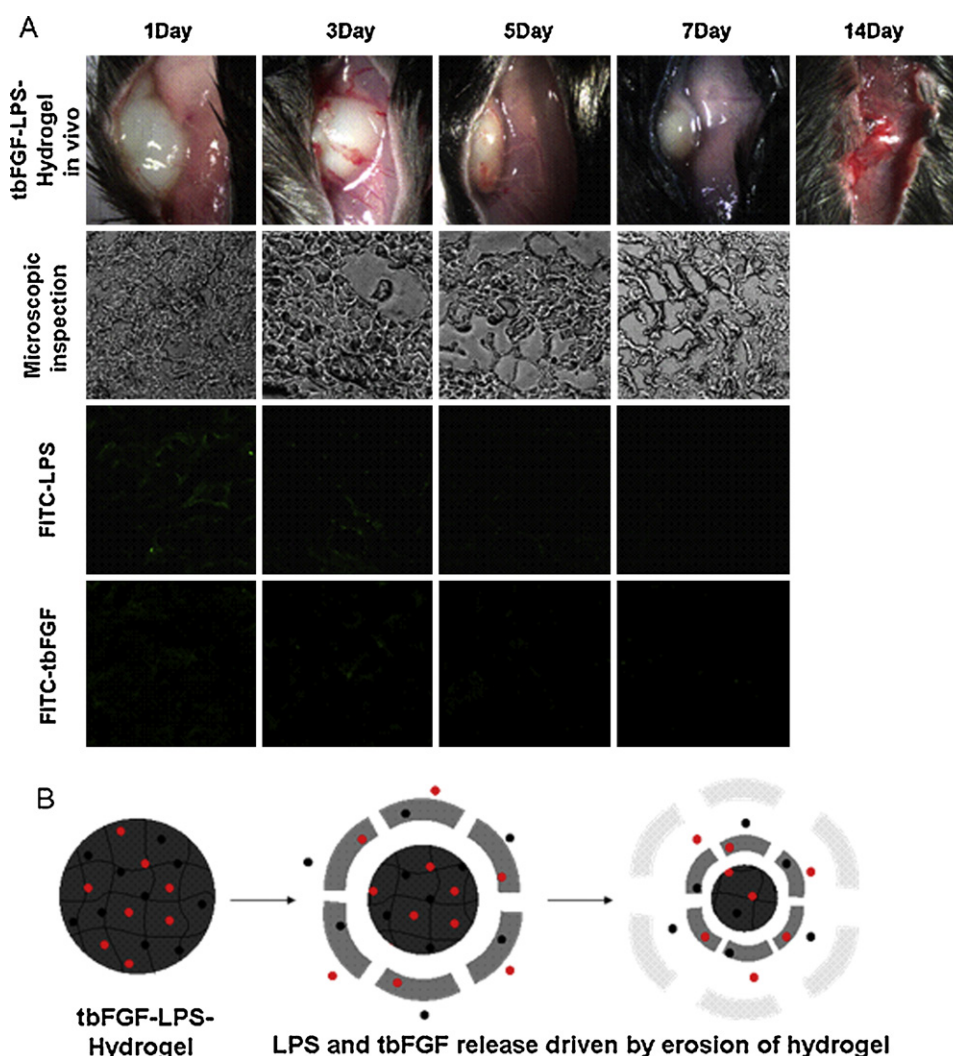 A
1Day 3Day 5Day 7Day 14Day
tbFGF-LPS-
Hydrogel
in vivo
Microscopic
inspection
FITC-LPS
FITC-tbFGF
B
tbFGF-LPS-
Hydrogel
LPS and tbFGF release driven by erosion of hydrogel